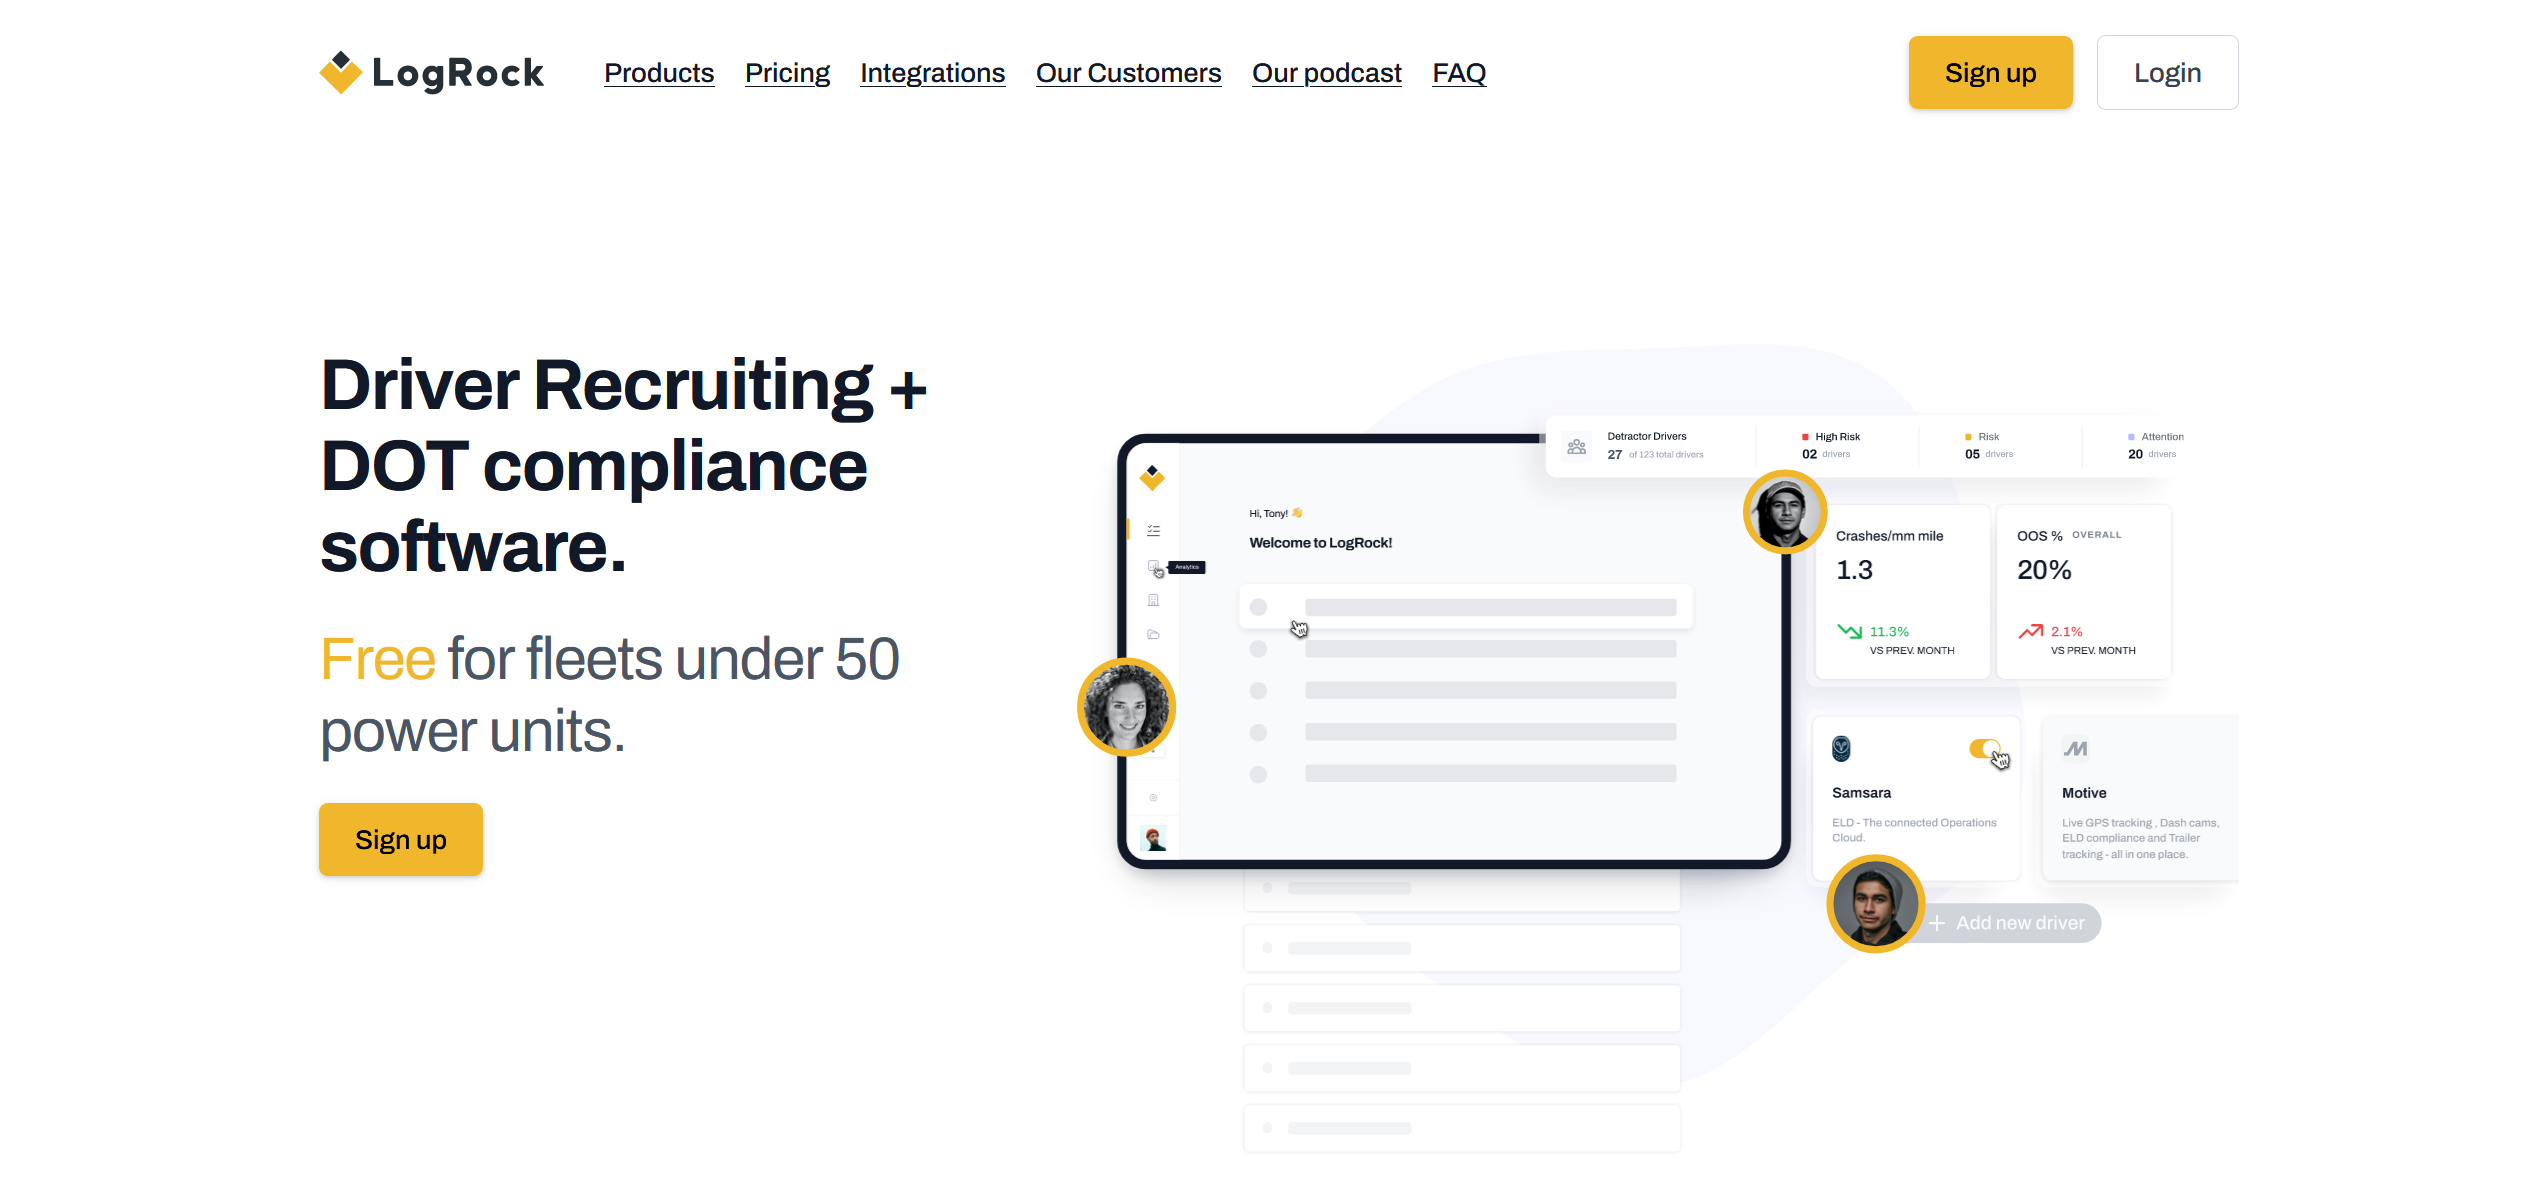 LogRock
Products
Pricing
Integrations
Our Customers
Our podcast
FAQ
Sign up
Login
Driver Recruiting +
DOT compliance
software.
Free for fleets under 50
power units.
Sign up
Detractor Drivers
27 of 123 total drivers
High Risk
02 drivers
Risk
05 drivers
Attention
20 drivers
Hi, Tony! 👋
Welcome to LogRock!
Analytics
Crashes/mm mile
1.3
11.3%
VS PREV. MONTH
OOS % OVERALL
20%
2.1%
VS PREV. MONTH
Samsara
ELD - The connected Operations
Cloud.
Motive
Live GPS tracking , Dash cams,
ELD compliance and Trailer
tracking - all in one place.
+ Add new driver